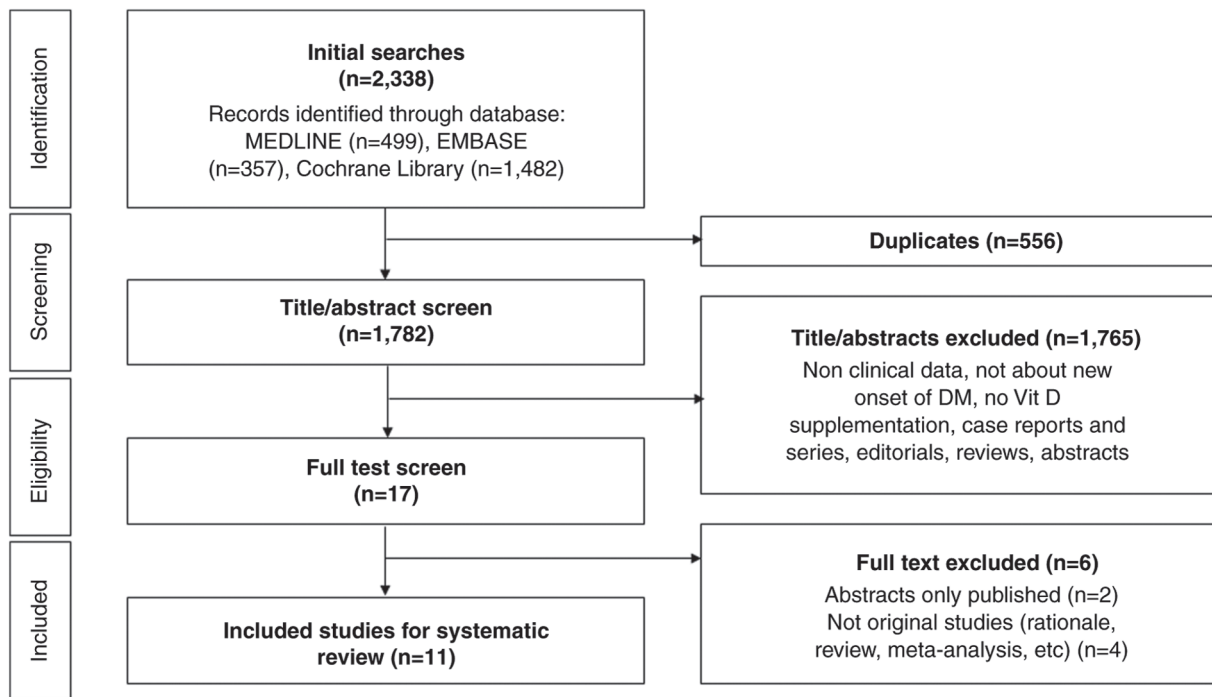 Identification
Initial searches
(n=2,338)
Records identified through database:
MEDLINE (n=499), EMBASE
(n=357), Cochrane Library (n=1,482)
Screening
Duplicates (n=556)
Title/abstract screen
(n=1,782)
Title/abstracts excluded (n=1,765)
Non clinical data, not about new
onset of DM, no Vit D
supplementation, case reports and
series, editorials, reviews, abstracts
Eligibility
Full test screen
(n=17)
Full text excluded (n=6)
Abstracts only published (n=2)
Not original studies (rationale,
review, meta-analysis, etc) (n=4)
Included
Included studies for systematic
review (n=11)